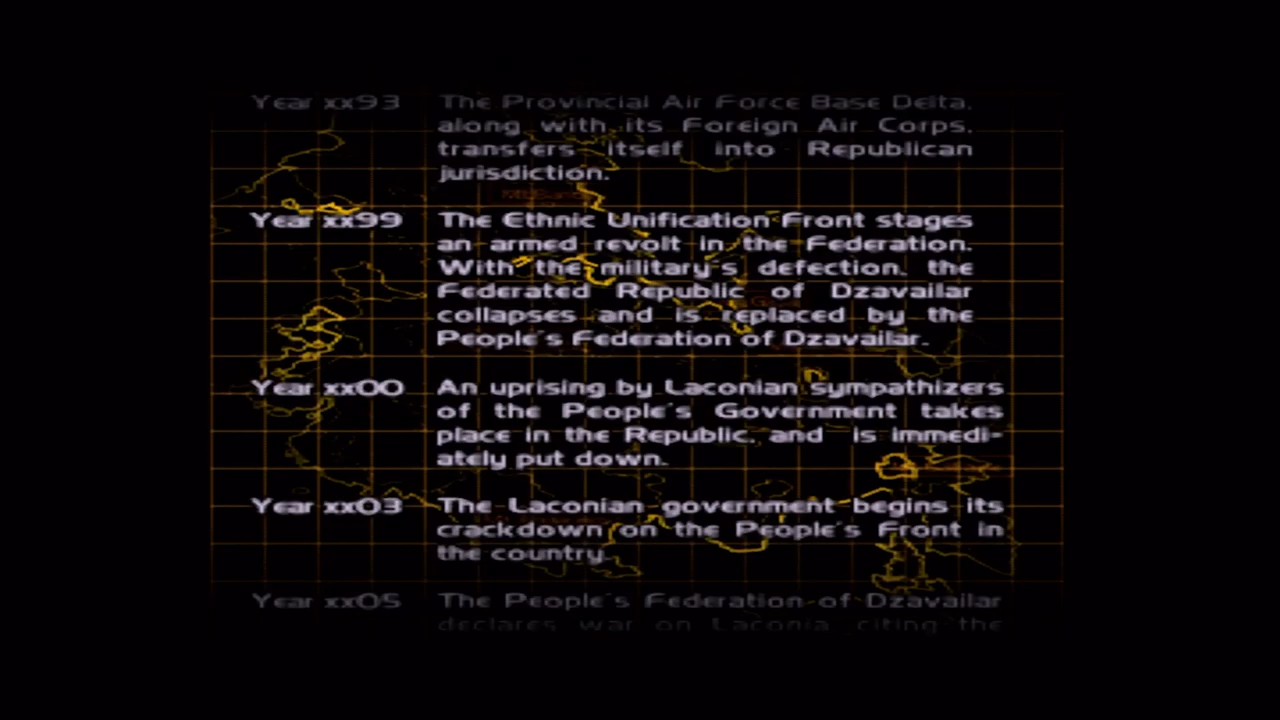 Year xx93 The Provincial Air Force Base Delta,
along with its Foreign Air Corps,
transfers itself into Republican
jurisdiction.
Year xx99 The Ethnic Unification Front stages
an armed revolt in the Federation.
With the military's defection, the
Federated Republic of Dzavailar
collapses and is replaced by the
People's Federation of Dzavailar.
Year xx00 An uprising by Laconian sympathizers
of the People's Government takes
place in the Republic, and is immedi-
ately put down.
Year xx03 The Laconian government begins its
crackdown on the People's Front in
the country.
Year xx05 The People's Federation of Dzavailar
declares war on Laconia, citing the